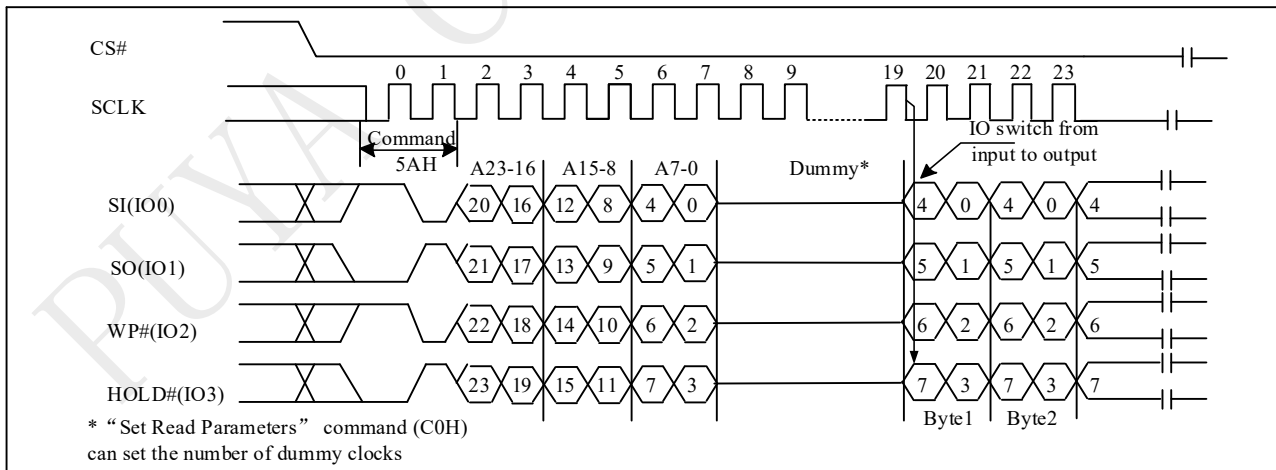 PUYA
CS#
0 1 2 3 4 5 6 7 8 9 19 20 21 22 23
SCLK
Command
5AH
IO switch from
input to output
A23-16 A15-8 A7-0 Dummy*
SI(IO0) 20 16 12 8 4 0 4 0 4 0 4
SO(IO1) 21 17 13 9 5 1 5 1 5 1 5
WP#(IO2) 22 18 14 10 6 2 6 2 6 2 6
HOLD#(IO3) 23 19 15 11 7 3 7 3 7 3 7
Byte1 Byte2
* “Set Read Parameters” command (C0H)
can set the number of dummy clocks